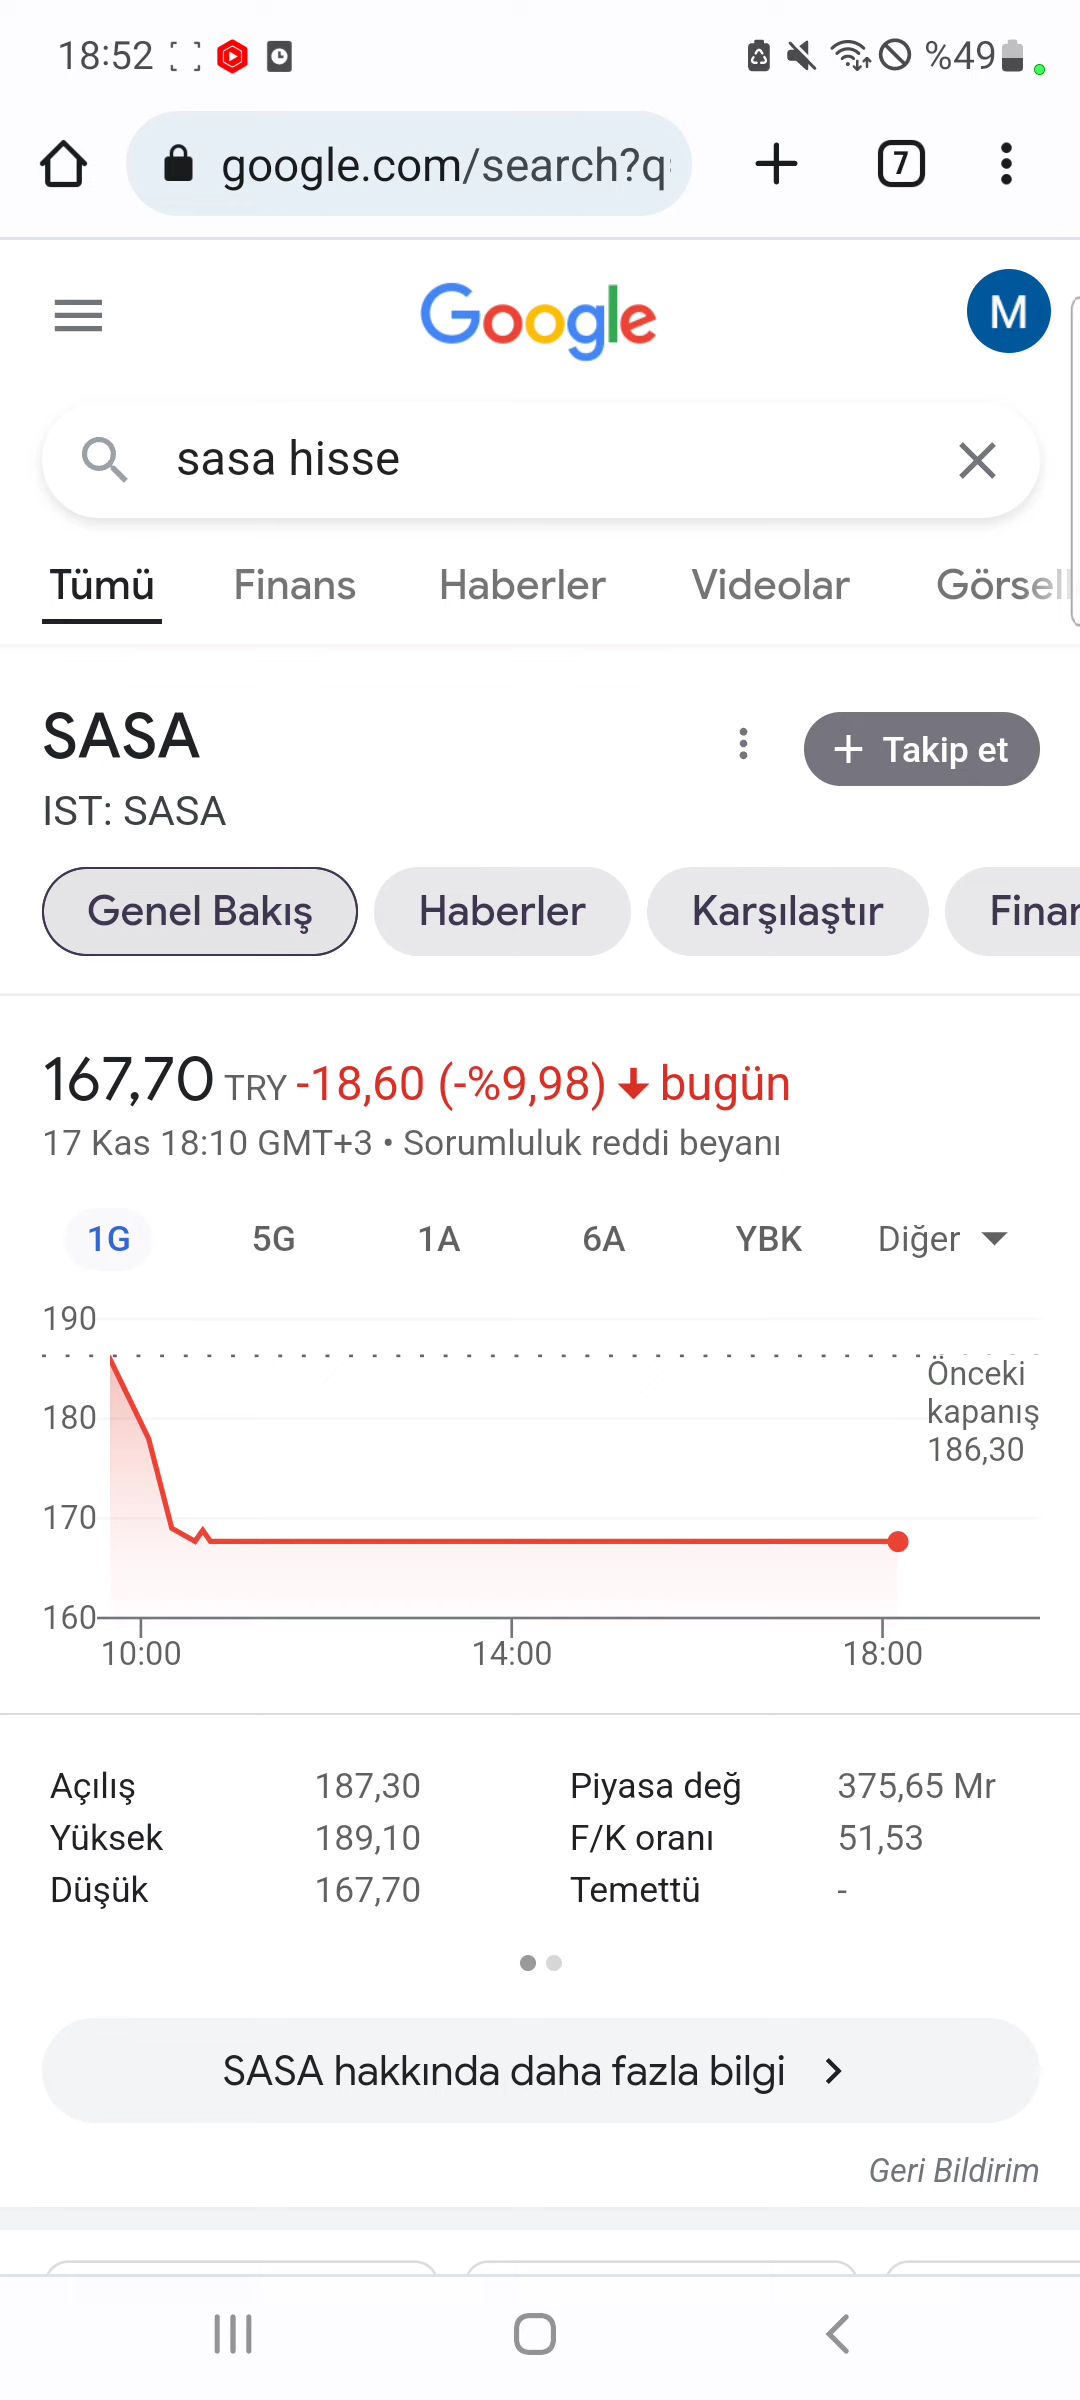 18:52
%49
google.com/search?q
7
Google
M
sasa hisse
Tümü Finans Haberler Videolar Görsell
SASA
+ Takip et
IST: SASA
Genel Bakış Haberler Karşılaştır Finan
167,70 TRY -18,60 (-%9,98) ↓ bugün
17 Kas 18:10 GMT+3 • Sorumluluk reddi beyanı
1G 5G 1A 6A YBK Diğer
190
Önceki
kapanış
186,30
180
170
160
10:00 14:00 18:00
Açılış 187,30 Piyasa değ 375,65 Mr
Yüksek 189,10 F/K oranı 51,53
Düşük 167,70 Temettü -
SASA hakkında daha fazla bilgi >
Geri Bildirim